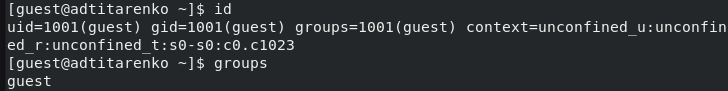 [guest@adtitarenko ~]$ id
uid=1001(guest) gid=1001(guest) groups=1001(guest) context=unconfined_u:unconfin
ed_r:unconfined_t:s0-s0:c0.c1023
[guest@adtitarenko ~]$ groups
guest